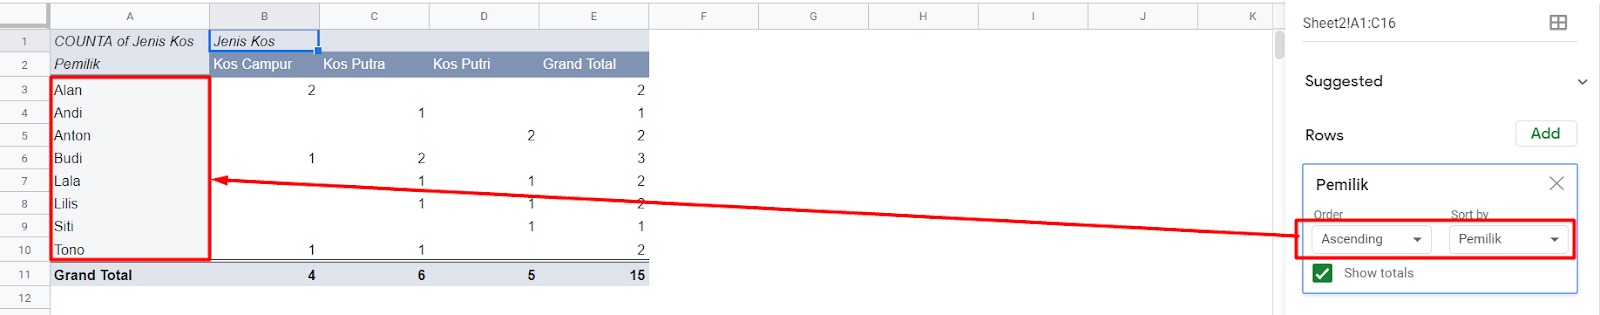 A B C D E F G H I J K
1 COUNTA of Jenis Kos Jenis Kos
2 Pemilik Kos Campur Kos Putra Kos Putri Grand Total
3 Alan 2 2
4 Andi 1 1
5 Anton 2 2
6 Budi 1 2 3
7 Lala 1 1 2
8 Lilis 1 1 2
9 Siti 1 1
10 Tono 1 1 2
11 Grand Total 4 6 5 15
12
Sheet2!A1:C16
Suggested
Rows Add
Pemilik
Order Sort by
Ascending Pemilik
Show totals